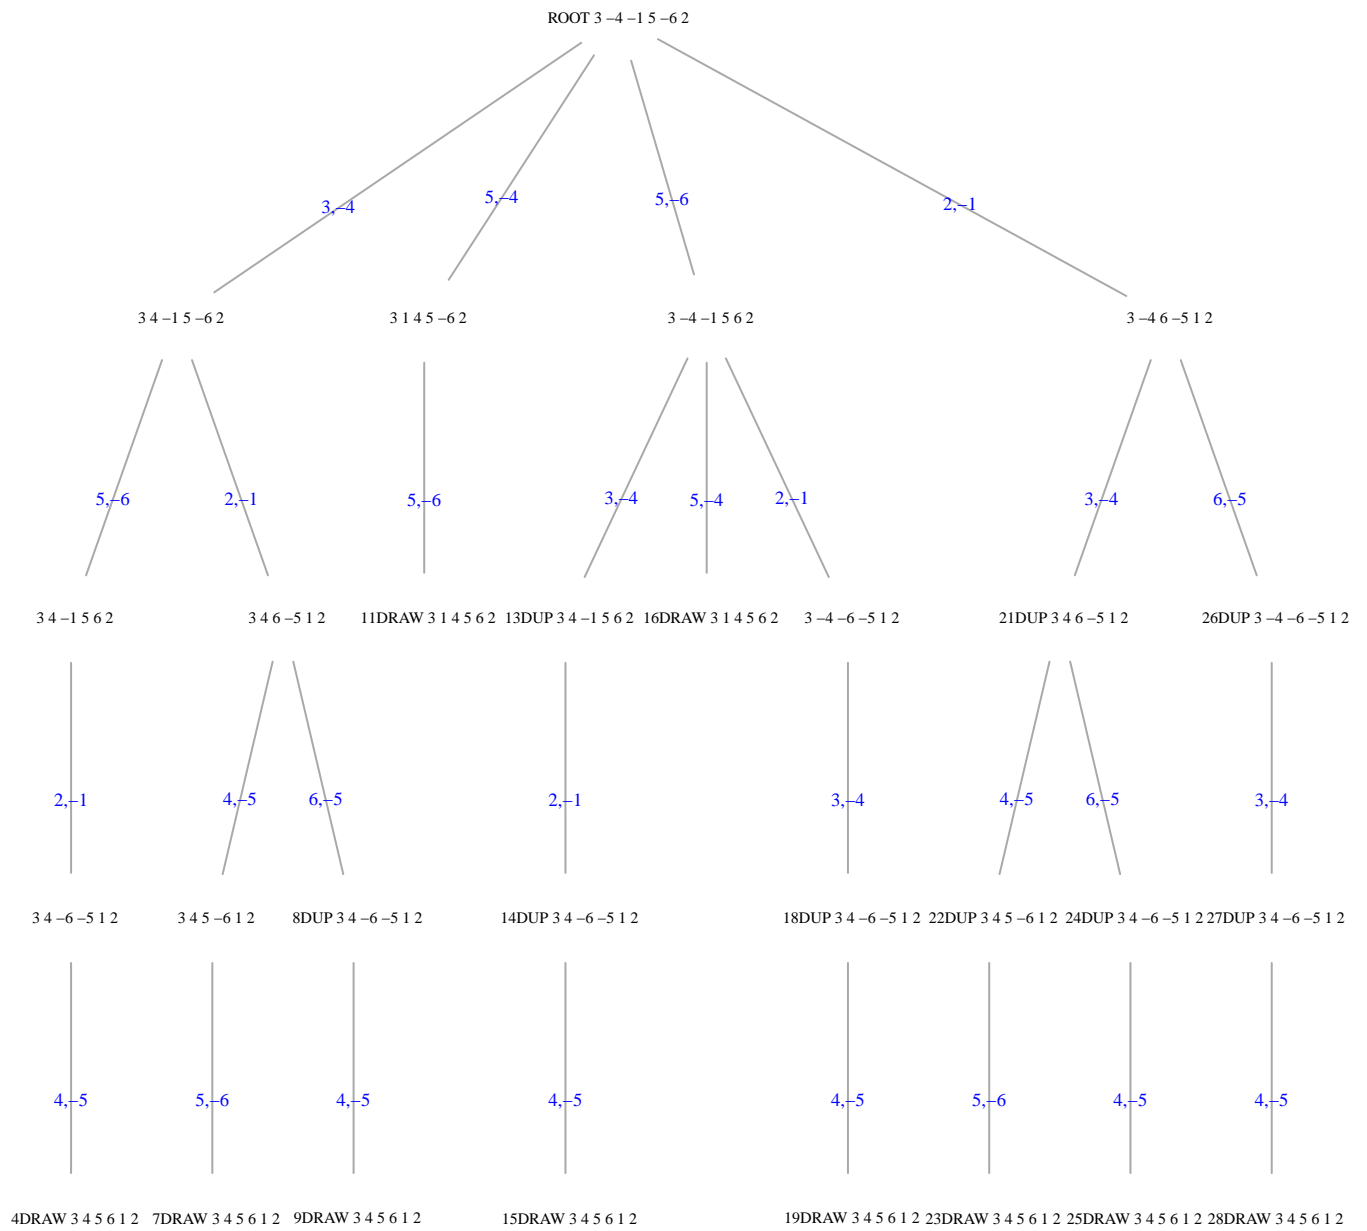 ROOT 3 –4 –1 5 –6 2
3,–4
5,–4
5,–6
2,–1
3 4 –1 5 –6 2
3 1 4 5 –6 2
3 –4 –1 5 6 2
3 –4 6 –5 1 2
5,–6
2,–1
5,–6
3,–4
5,–4
2,–1
3,–4
6,–5
3 4 –1 5 6 2
3 4 6 –5 1 2
11DRAW 3 1 4 5 6 2
13DUP 3 4 –1 5 6 2
16DRAW 3 1 4 5 6 2
3 –4 –6 –5 1 2
21DUP 3 4 6 –5 1 2
26DUP 3 –4 –6 –5 1 2
2,–1
4,–5
6,–5
2,–1
3,–4
4,–5
6,–5
3,–4
3 4 –6 –5 1 2
3 4 5 –6 1 2
8DUP 3 4 –6 –5 1 2
14DUP 3 4 –6 –5 1 2
18DUP 3 4 –6 –5 1 2
22DUP 3 4 5 –6 1 2
24DUP 3 4 –6 –5 1 2
27DUP 3 4 –6 –5 1 2
4,–5
5,–6
4,–5
4,–5
4,–5
5,–6
4,–5
4,–5
4DRAW 3 4 5 6 1 2
7DRAW 3 4 5 6 1 2
9DRAW 3 4 5 6 1 2
15DRAW 3 4 5 6 1 2
19DRAW 3 4 5 6 1 2
23DRAW 3 4 5 6 1 2
25DRAW 3 4 5 6 1 2
28DRAW 3 4 5 6 1 2